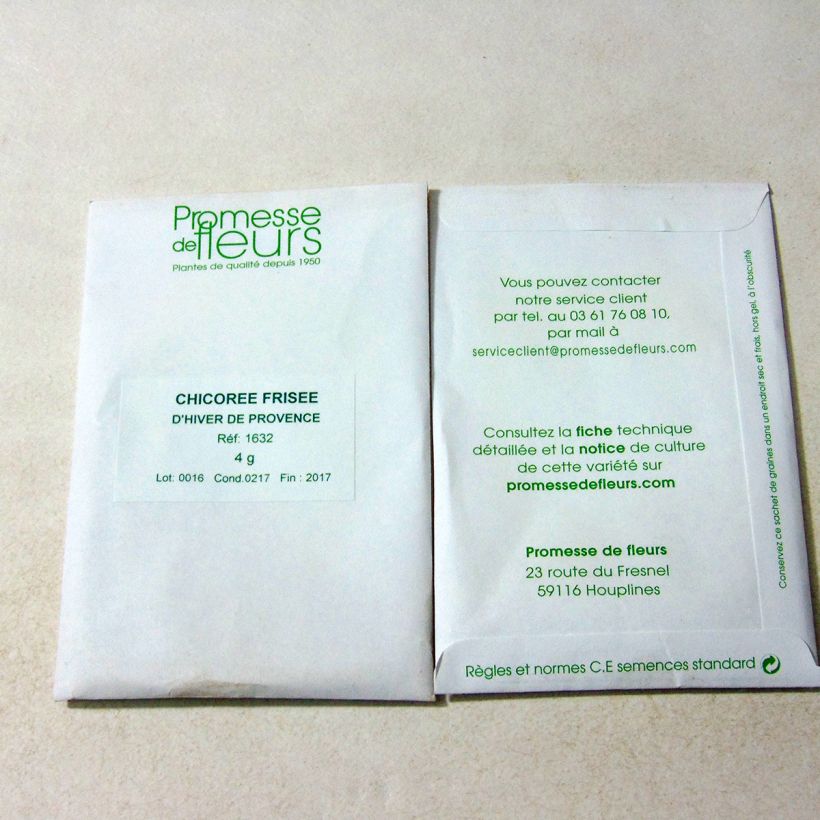 Promesse
de fleurs
Plantes de qualité depuis 1950
CHICOREE FRISEE
D'HIVER DE PROVENCE
Réf: 1632
4 g
Lot: 0016 Cond.0217 Fin : 2017
Vous pouvez contacter
notre service client
par tel. au 03 61 76 08 10,
par mail à
serviceclient@promessedefleurs.com
Consultez la fiche technique
détaillée et la notice de culture
de cette variété sur
promessedefleurs.com
Promesse de fleurs
23 route du Fresnel
59116 Houplines
Règles et normes C.E semences standard
Conservez ce sachet de graines dans un endroit sec et frais, hors gel, à l'obscurité